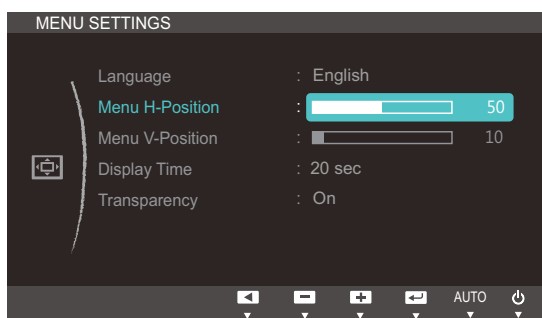 MENU SETTINGS
Language : English
Menu H-Position : 50
Menu V-Position : 10
Display Time : 20 sec
Transparency : On
AUTO